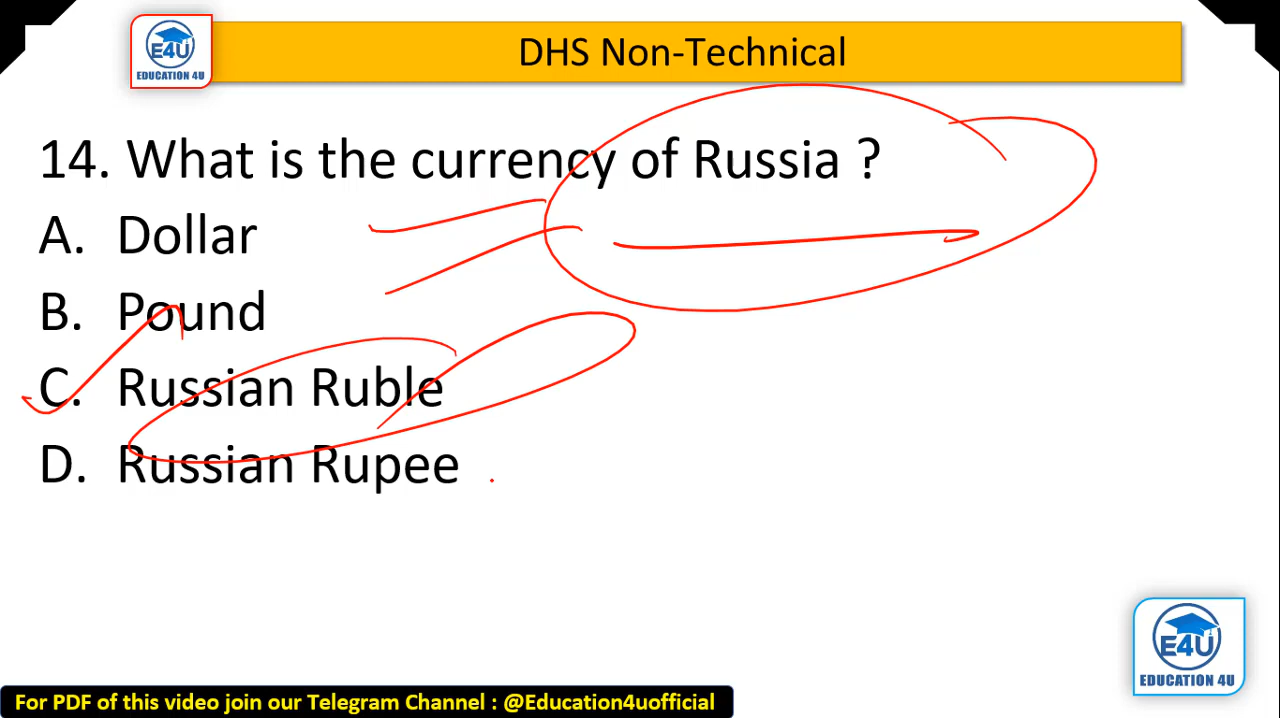 E4U
EDUCATION 4U
DHS Non-Technical
14. What is the currency of Russia ?
A. Dollar
B. Pound
C. Russian Ruble
D. Russian Rupee
E4U
EDUCATION 4U
For PDF of this video join our Telegram Channel : @Education4uofficial